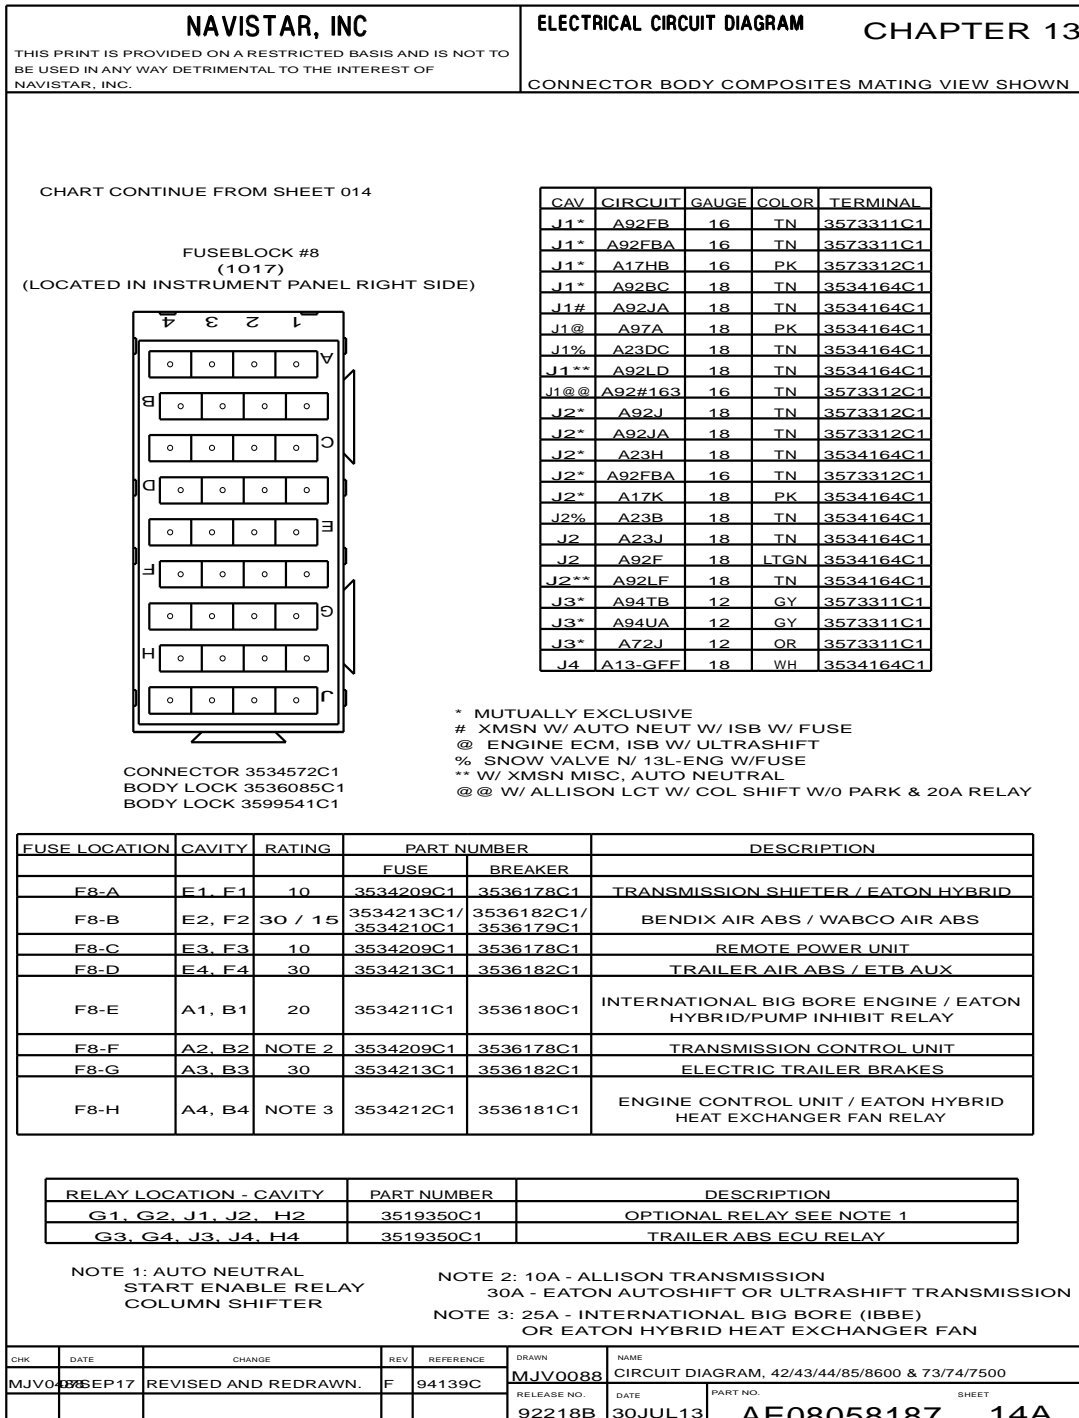 NAVISTAR, INC
THIS PRINT IS PROVIDED ON A RESTRICTED BASIS AND IS NOT TO
BE USED IN ANY WAY DETRIMENTAL TO THE INTEREST OF
NAVISTAR, INC.
ELECTRICAL CIRCUIT DIAGRAM CHAPTER 13
CONNECTOR BODY COMPOSITES MATING VIEW SHOWN
CHART CONTINUE FROM SHEET 014
FUSEBLOCK #8
(1017)
(LOCATED IN INSTRUMENT PANEL RIGHT SIDE)
4 3 2 1
A
B
C
D
E
F
G
H
J
CONNECTOR 3534572C1
BODY LOCK 3536085C1
BODY LOCK 3599541C1
CAV CIRCUIT GAUGE COLOR TERMINAL
J1* A92FB 16 TN 3573311C1
J1* A92FBA 16 TN 3573311C1
J1* A17HB 16 PK 3573312C1
J1* A92BC 18 TN 3534164C1
J1# A92JA 18 TN 3534164C1
J1@ A97A 18 PK 3534164C1
J1% A23DC 18 TN 3534164C1
J1** A92LD 18 TN 3534164C1
J1@@ A92#163 16 TN 3573312C1
J2* A92J 18 TN 3573312C1
J2* A92JA 18 TN 3573312C1
J2* A23H 18 TN 3534164C1
J2* A92FBA 16 TN 3573312C1
J2* A17K 18 PK 3534164C1
J2% A23B 18 TN 3534164C1
J2 A23J 18 TN 3534164C1
J2 A92F 18 LTGN 3534164C1
J2** A92LF 18 TN 3534164C1
J3* A94TB 12 GY 3573311C1
J3* A94UA 12 GY 3573311C1
J3* A72J 12 OR 3573311C1
J4 A13-GFF 18 WH 3534164C1
* MUTUALLY EXCLUSIVE
# XMSN W/ AUTO NEUT W/ ISB W/ FUSE
@ ENGINE ECM, ISB W/ ULTRASHIFT
% SNOW VALVE N/ 13L-ENG W/FUSE
** W/ XMSN MISC, AUTO NEUTRAL
@@ W/ ALLISON LCT W/ COL SHIFT W/0 PARK & 20A RELAY
FUSE LOCATION CAVITY RATING PART NUMBER DESCRIPTION
FUSE BREAKER
F8-A E1, F1 10 3534209C1 3536178C1 TRANSMISSION SHIFTER / EATON HYBRID
F8-B E2, F2 30 / 15 3534213C1/ 3536182C1/ BENDIX AIR ABS / WABCO AIR ABS
3534210C1 3536179C1
F8-C E3, F3 10 3534209C1 3536178C1 REMOTE POWER UNIT
F8-D E4, F4 30 3534213C1 3536182C1 TRAILER AIR ABS / ETB AUX
F8-E A1, B1 20 3534211C1 3536180C1 INTERNATIONAL BIG BORE ENGINE / EATON
HYBRID/PUMP INHIBIT RELAY
F8-F A2, B2 NOTE 2 3534209C1 3536178C1 TRANSMISSION CONTROL UNIT
F8-G A3, B3 30 3534213C1 3536182C1 ELECTRIC TRAILER BRAKES
F8-H A4, B4 NOTE 3 3534212C1 3536181C1 ENGINE CONTROL UNIT / EATON HYBRID
HEAT EXCHANGER FAN RELAY
RELAY LOCATION - CAVITY PART NUMBER DESCRIPTION
G1, G2, J1, J2, H2 3519350C1 OPTIONAL RELAY SEE NOTE 1
G3, G4, J3, J4, H4 3519350C1 TRAILER ABS ECU RELAY
NOTE 1: AUTO NEUTRAL
START ENABLE RELAY
COLUMN SHIFTER
NOTE 2: 10A - ALLISON TRANSMISSION
30A - EATON AUTOSHIFT OR ULTRASHIFT TRANSMISSION
NOTE 3: 25A - INTERNATIONAL BIG BORE (IBBE)
OR EATON HYBRID HEAT EXCHANGER FAN
CHK DATE CHANGE REV REFERENCE DRAWN NAME
REVISED AND REDRAWN. F 94139C MJV0088 CIRCUIT DIAGRAM, 42/43/44/85/8600 & 73/74/7500
RELEASE NO. DATE PART NO. SHEET
92218B 30JUL13 AE08058187 14A